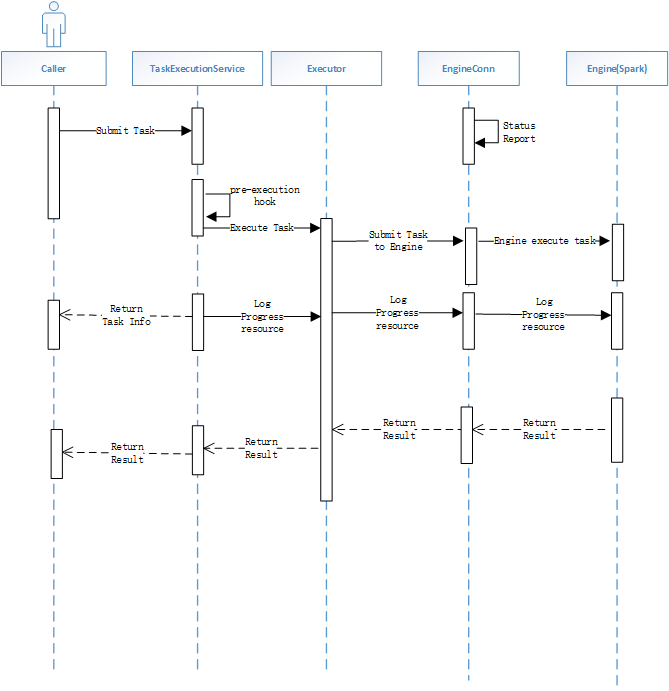 Caller
TaskExecutionService
Executor
EngineConn
Engine(Spark)
Submit Task
Status
Report
pre-execution
hook
Execute Task
Submit Task
to Engine
Engine execute task
Return
Task Info
Log
Progress
resource
Log
Progress
resource
Log
Progress
resource
Return
Result
Return
Result
Return
Result
Return
Result